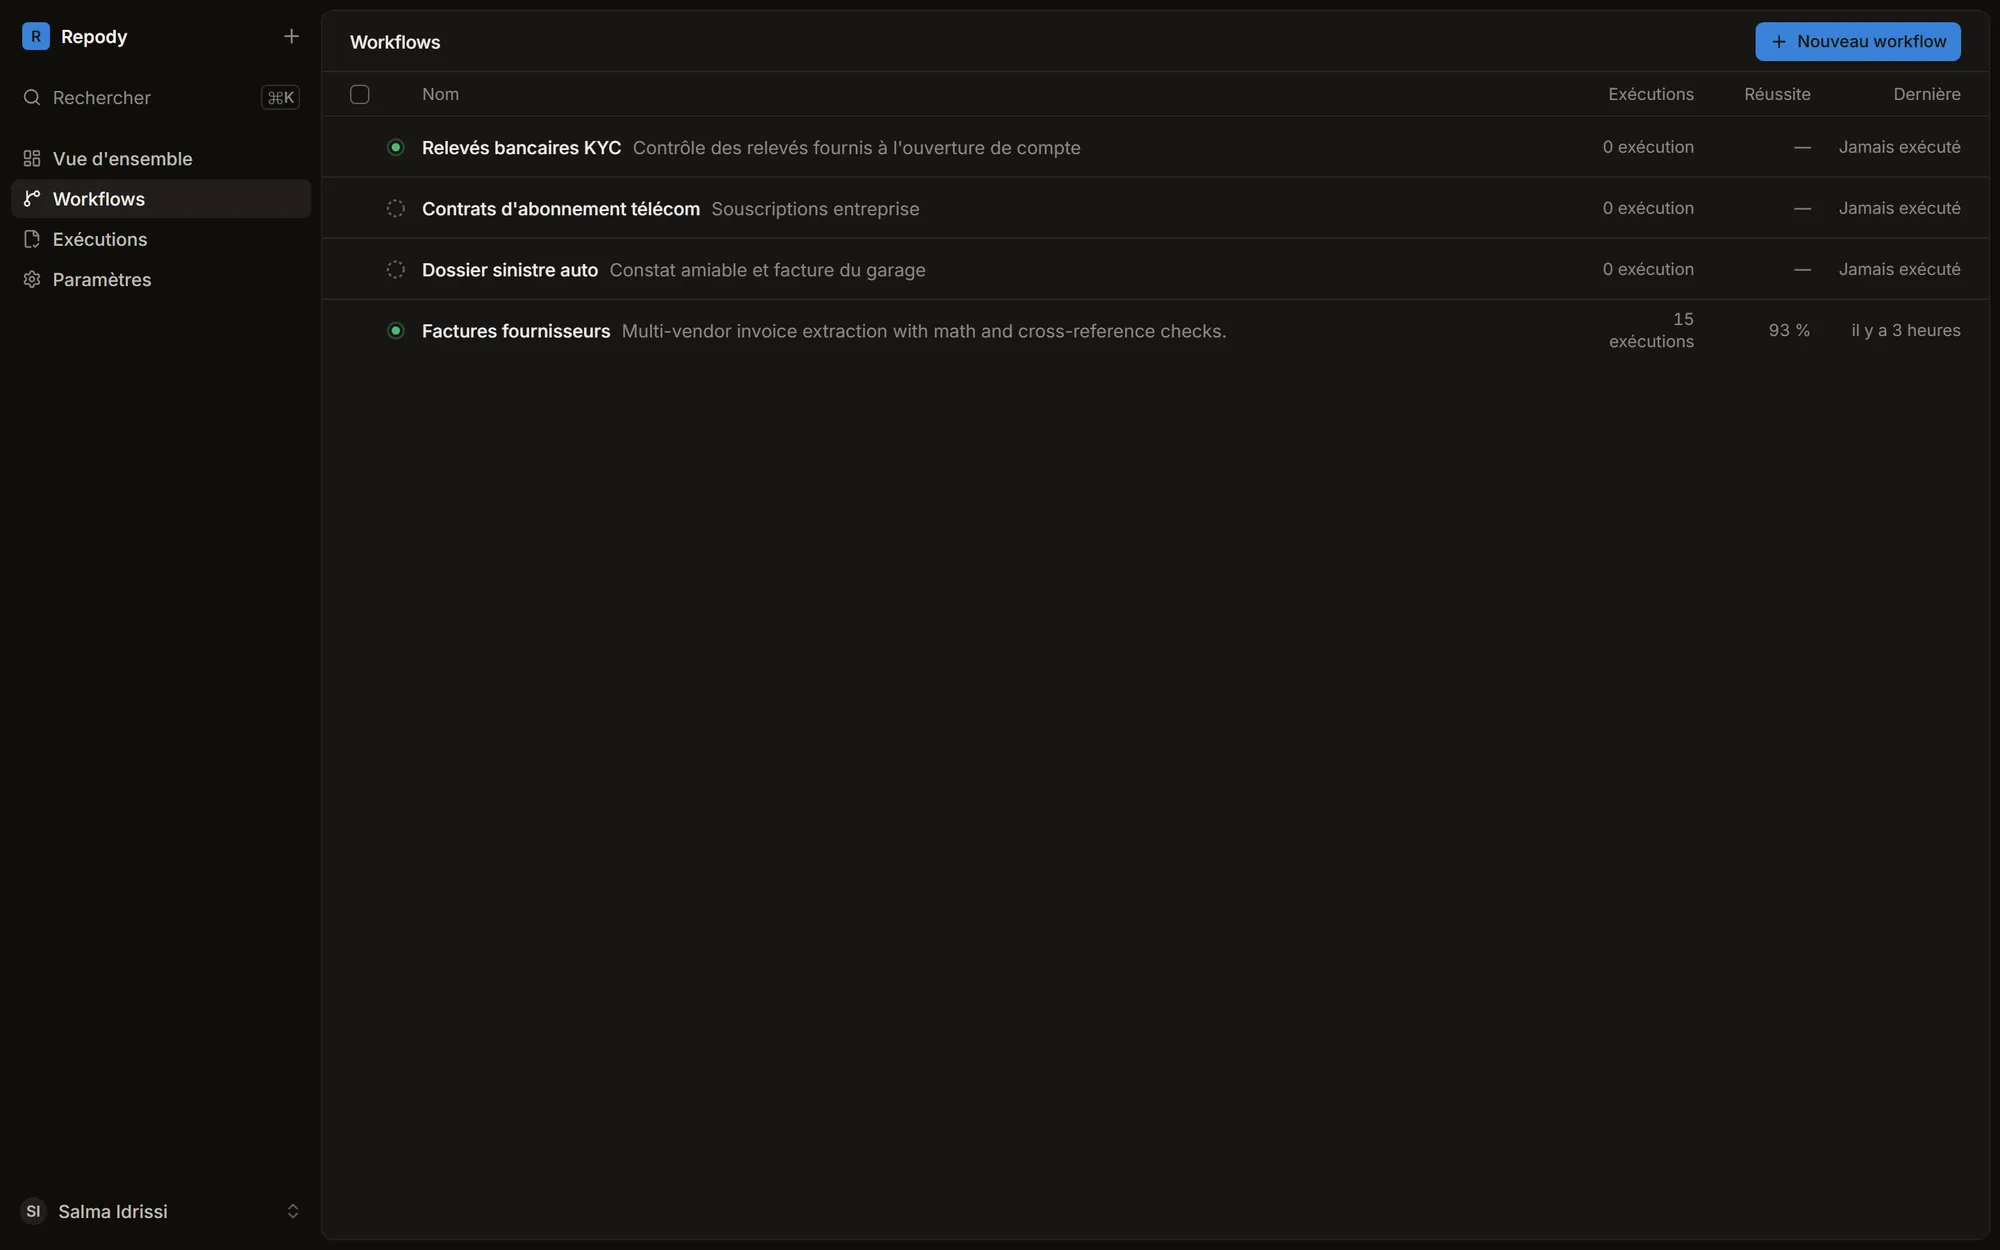 R Repody
Rechercher ⌘K
Vue d'ensemble
Workflows
Exécutions
Paramètres
SI Salma Idrissi
Workflows
+ Nouveau workflow
Nom Exécutions Réussite Dernière
Relevés bancaires KYC Contrôle des relevés fournis à l'ouverture de compte 0 exécution — Jamais exécuté
Contrats d'abonnement télécom Souscriptions entreprise 0 exécution — Jamais exécuté
Dossier sinistre auto Constat amiable et facture du garage 0 exécution — Jamais exécuté
Factures fournisseurs Multi-vendor invoice extraction with math and cross-reference checks. 15 exécutions 93 % il y a 3 heures